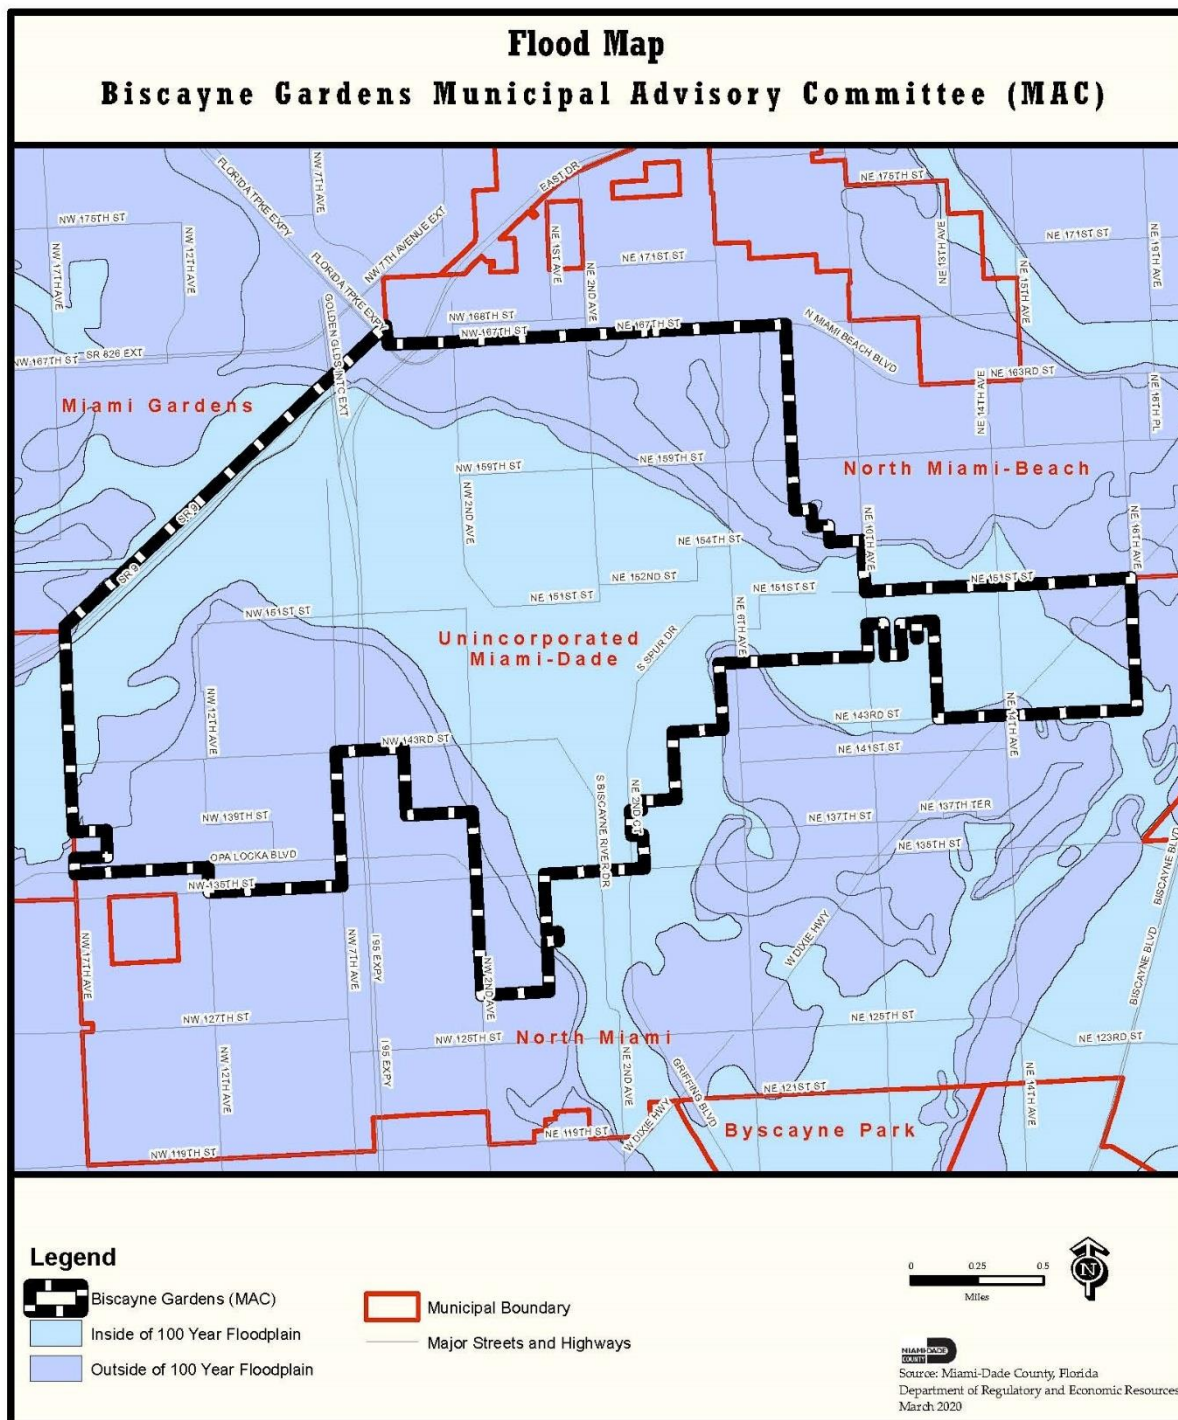 Flood Map
Biscayne Gardens Municipal Advisory Committee (MAC)
FLORIDA TPKE EXPY
NW 7TH AVE
EAST DR
NE 175TH ST
NW 175TH ST
NW 17TH AVE
NW 12TH AVE
NW 7TH AVENUE EXT
NE 1ST AVE
NE 2ND AVE
NE 171ST ST
NE 13TH AVE
NE 15TH AVE
NE 171ST ST
NE 19TH AVE
FLORIDA TPKE EXPY
GOLDEN GLDS INTC EXT
NW 168TH ST
NW 167TH ST
NE 167TH ST
N MIAMI BEACH BLVD
NW 167TH ST
SR 826 EXT
NE 163RD ST
NE 14TH AVE
NE 18TH PL
Miami Gardens
North Miami-Beach
NW 159TH ST
NE 159TH ST
NW 2ND AVE
SR 9
SR 9
NE 154TH ST
NE 10TH AVE
NE 18TH AVE
NE 152ND ST
NE 151ST ST
NE 151ST ST
NE 151ST ST
NW 151ST ST
NE 6TH AVE
S SPUR DR
Unincorporated
Miami-Dade
NW 12TH AVE
NE 14TH AVE
NE 143RD ST
NW 143RD ST
NE 141ST ST
S BISCAYNE RIVER DR
NE 2ND CT
NW 139TH ST
NE 137TH ST
NE 137TH TER
NE 135TH ST
OPA LOCKA BLVD
NW 135TH ST
BISCAYNE BLVD
NW 17TH AVE
NW 7TH AVE
I 95 EXPY
NW 2ND AVE
W DIXIE HWY
BISCAYNE BLVD
NW 127TH ST
NE 125TH ST
NW 125TH ST
North Miami
NE 123RD ST
NW 12TH AVE
I 95 EXPY
NE 2ND AVE
GRIFFING BLVD
NE 121ST ST
NE 14TH AVE
W DIXIE HWY
Byscayne Park
NE 119TH ST
NW 119TH ST
Legend
Biscayne Gardens (MAC)
Inside of 100 Year Floodplain
Outside of 100 Year Floodplain
Municipal Boundary
Major Streets and Highways
0 0.25 0.5
Miles
N
MIAMI-DADE
COUNTY
Source: Miami-Dade County, Florida
Department of Regulatory and Economic Resources
March 2020